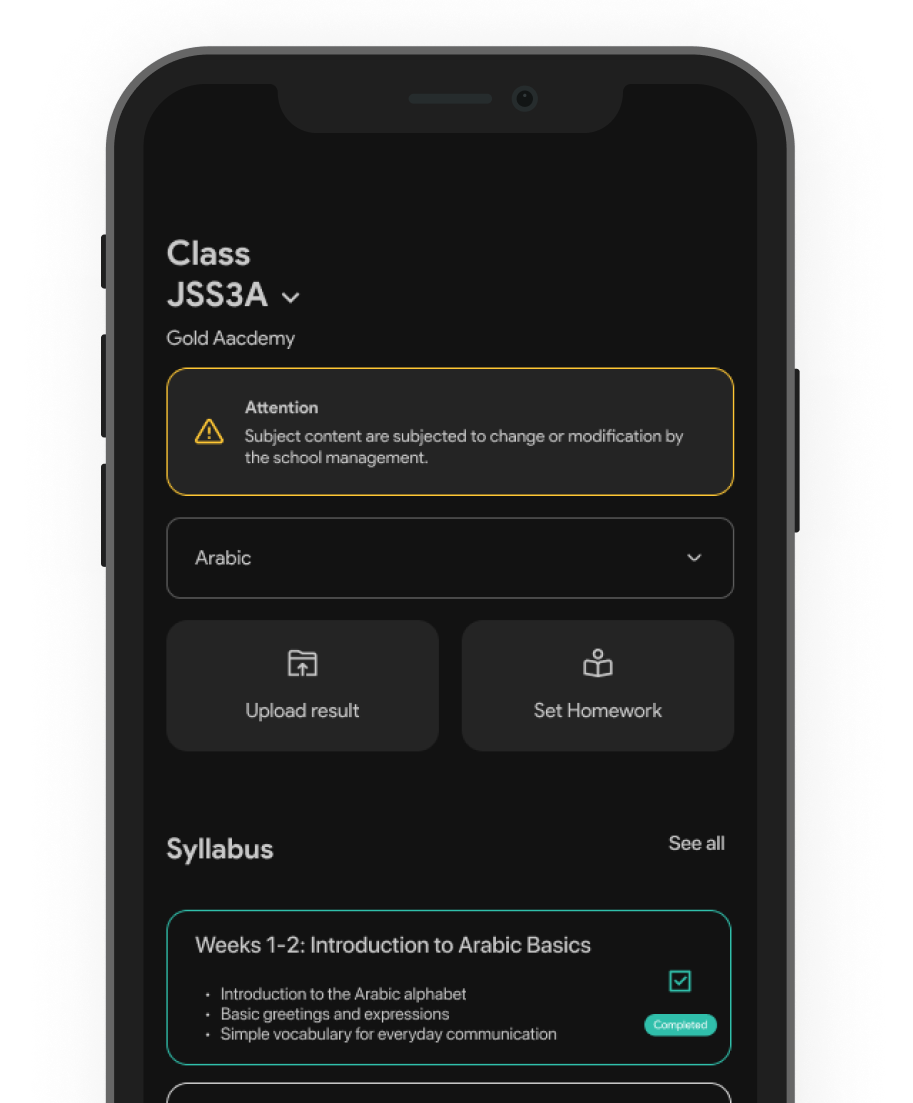 Class
JSS3A
Gold Aacdemy
Attention
Subject content are subjected to change or modification by
the school management.
Arabic
Upload result
Set Homework
Syllabus
See all
Weeks 1-2: Introduction to Arabic Basics
• Introduction to the Arabic alphabet
• Basic greetings and expressions
• Simple vocabulary for everyday communication
Completed